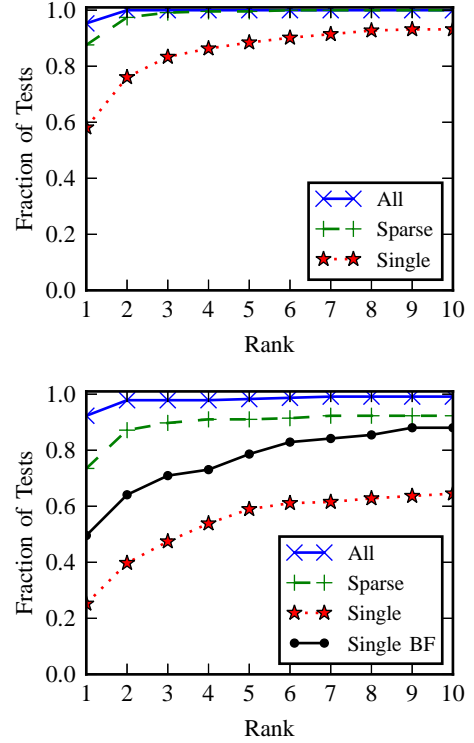 1.0
0.8
0.6
0.4
0.2
0.0
Fraction of Tests
All
Sparse
Single
1 2 3 4 5 6 7 8 9 10
Rank
1.0
0.8
0.6
0.4
0.2
0.0
Fraction of Tests
All
Sparse
Single
Single BF
1 2 3 4 5 6 7 8 9 10
Rank